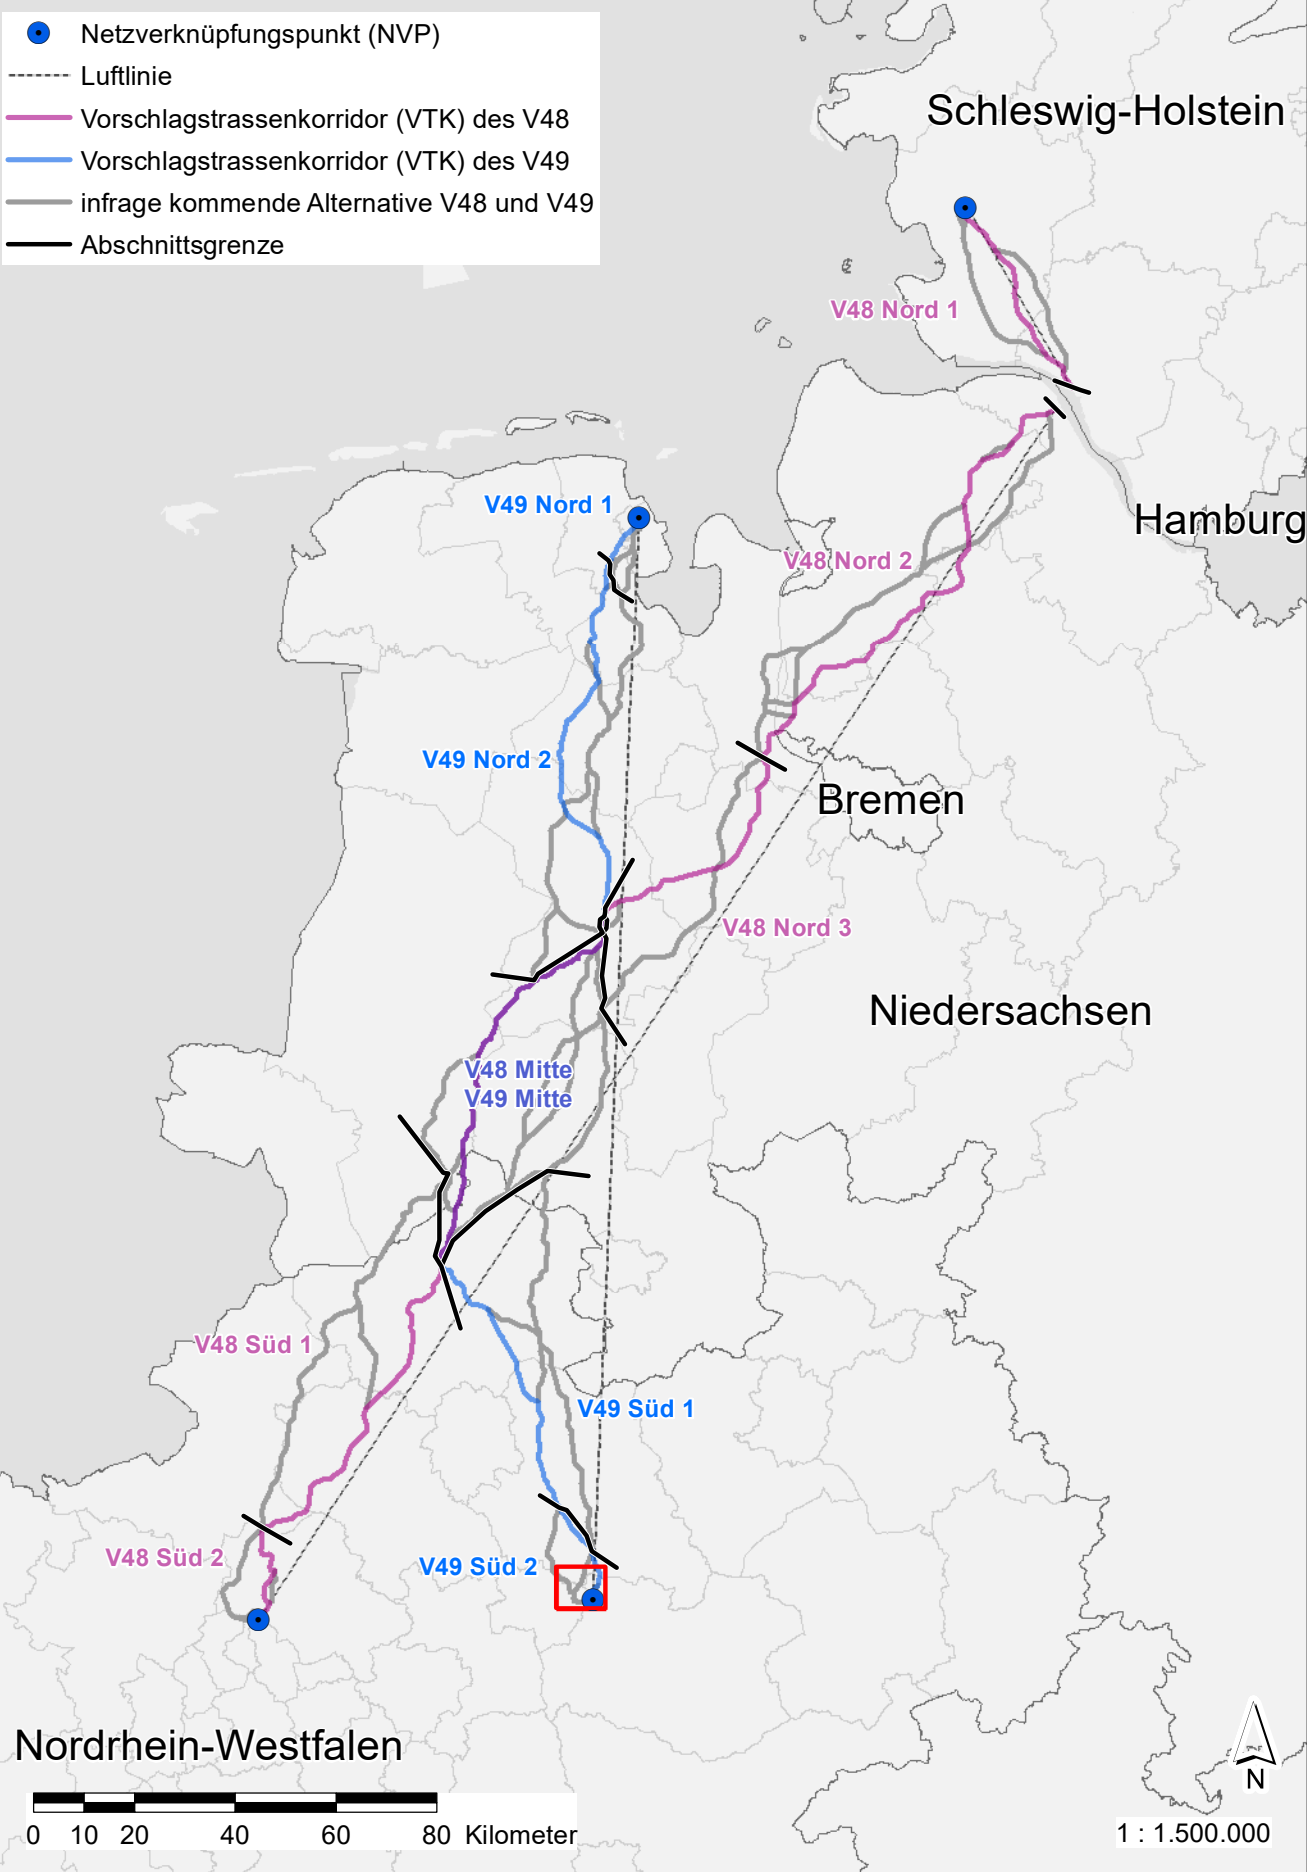 Netzverknüpfungspunkt (NVP)
Luftlinie
Vorschlagstrassenkorridor (VTK) des V48
Vorschlagstrassenkorridor (VTK) des V49
infrage kommende Alternative V48 und V49
Abschnittsgrenze
Schleswig-Holstein
V48 Nord 1
V49 Nord 1
Hamburg
V48 Nord 2
V49 Nord 2
Bremen
V48 Nord 3
Niedersachsen
V48 Mitte
V49 Mitte
V48 Süd 1
V49 Süd 1
V48 Süd 2
V49 Süd 2
Nordrhein-Westfalen
N
0 10 20 40 60 80 Kilometer
1 : 1.500.000